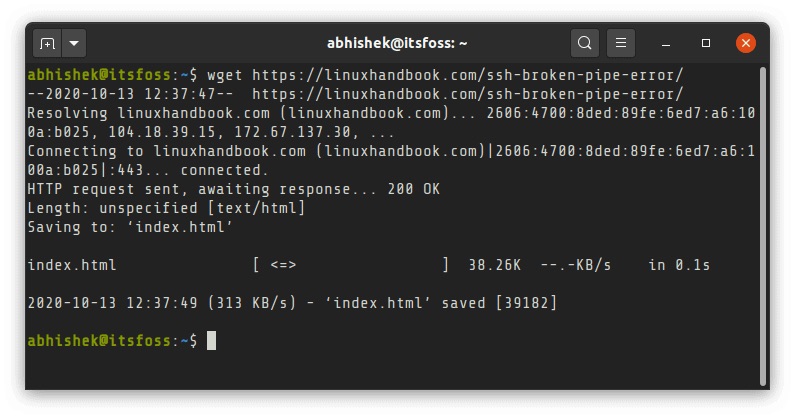 abhishek@itsfoss: ~
abhishek@itsfoss:~$ wget https://linuxhandbook.com/ssh-broken-pipe-error/
--2020-10-13 12:37:47--  https://linuxhandbook.com/ssh-broken-pipe-error/
Resolving linuxhandbook.com (linuxhandbook.com)... 2606:4700:8ded:89fe:6ed7:a6:10
0a:b025, 104.18.39.15, 172.67.137.30, ...
Connecting to linuxhandbook.com (linuxhandbook.com)|2606:4700:8ded:89fe:6ed7:a6:1
00a:b025|:443... connected.
HTTP request sent, awaiting response... 200 OK
Length: unspecified [text/html]
Saving to: ‘index.html’
index.html              [ <=>                ]  38.26K  --.-KB/s    in 0.1s
2020-10-13 12:37:49 (313 KB/s) - ‘index.html’ saved [39182]
abhishek@itsfoss:~$